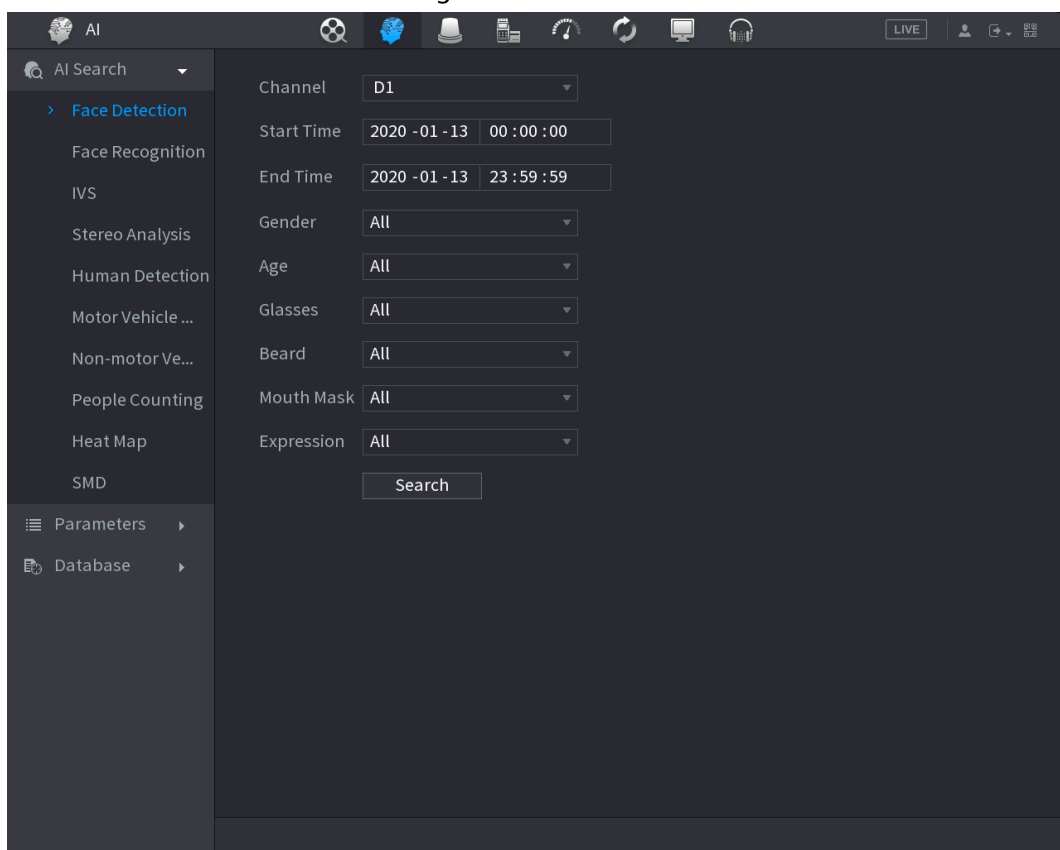 AI
LIVE
AI Search
Face Detection
Face Recognition
IVS
Stereo Analysis
Human Detection
Motor Vehicle ...
Non-motor Ve...
People Counting
Heat Map
SMD
Parameters
Database
Channel D1
Start Time 2020 -01 -13 00 :00 :00
End Time 2020 -01 -13 23 :59 :59
Gender All
Age All
Glasses All
Beard All
Mouth Mask All
Expression All
Search